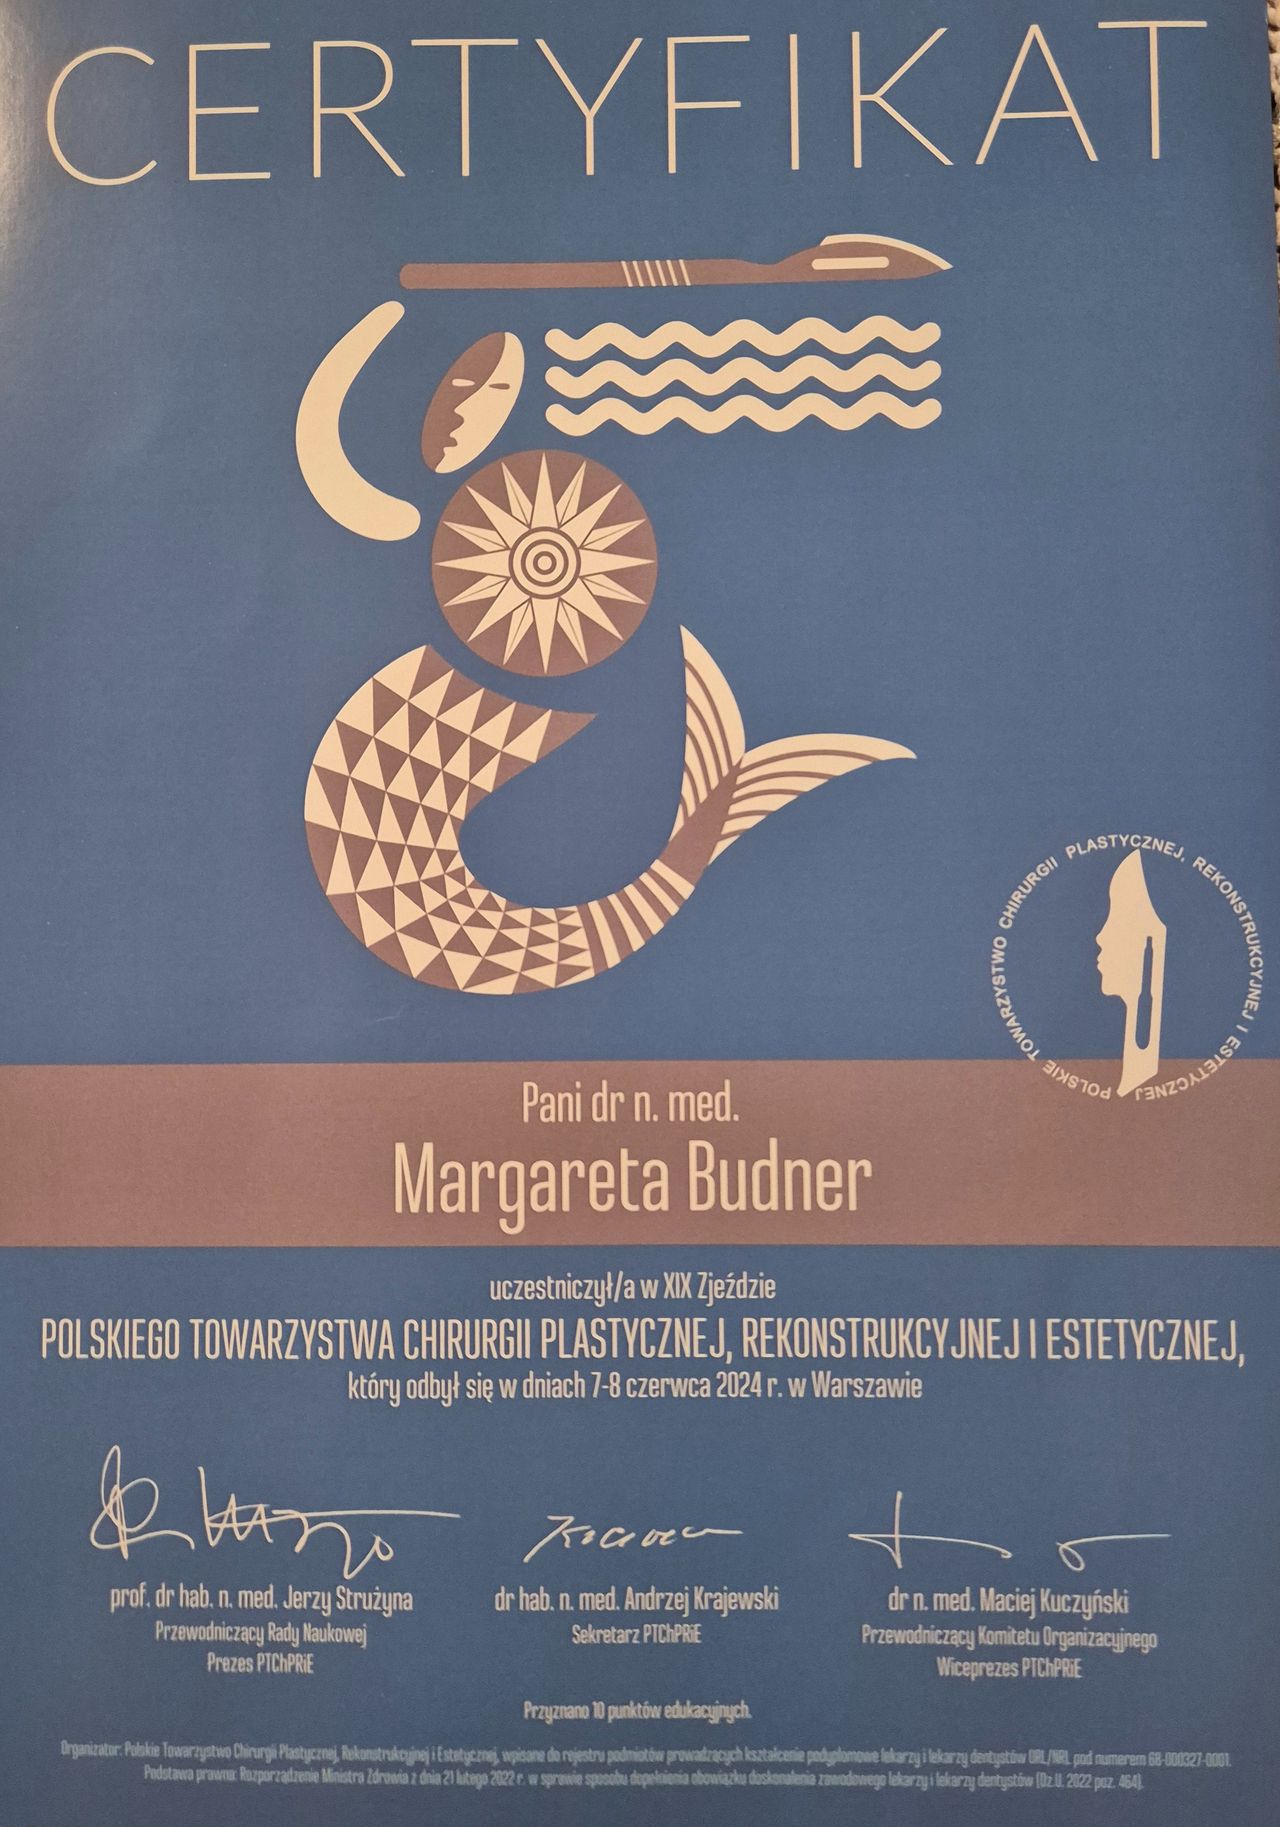 CERTYFIKAT
POLSKIE TOWARZYSTWO CHIRURGII PLASTYCZNEJ, REKONSTRUKCYJNEJ I ESTETYCZNEJ
Pani dr n. med.
Margareta Budner
uczestniczył/a w XIX Zjeździe
POLSKIEGO TOWARZYSTWA CHIRURGII PLASTYCZNEJ, REKONSTRUKCYJNEJ I ESTETYCZNEJ,
który odbył się w dniach 7-8 czerwca 2024 r. w Warszawie
prof. dr hab. n. med. Jerzy Strużyna
Przewodniczący Rady Naukowej
Prezes PTChPRiE
dr hab. n. med. Andrzej Krajewski
Sekretarz PTChPRiE
dr n. med. Maciej Kuczyński
Przewodniczący Komitetu Organizacyjnego
Wiceprezes PTChPRiE
Przyznano 10 punktów edukacyjnych.
Organizator: Polskie Towarzystwo Chirurgii Plastycznej, Rekonstrukcyjnej i Estetycznej, wpisane do rejestru podmiotów prowadzących kształcenie podyplomowe lekarzy i lekarzy dentystów ORL/NRL pod numerem 68-000327-0001.
Podstawa prawna: Rozporządzenie Ministra Zdrowia z dnia 21 lutego 2022 r. w sprawie sposobu dopełnienia obowiązku doskonalenia zawodowego lekarzy i lekarzy dentystów (Dz.U. 2022 poz. 464).